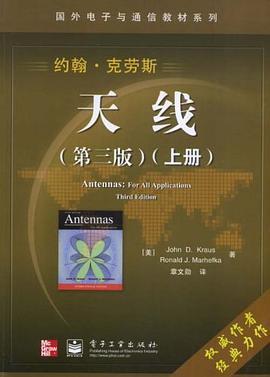 国外电子与通信教材系列
约翰·克劳斯
天线
(第三版)(上册)
Antennas: For All Applications
Third Edition
Antennas
[美] John D. Kraus
Ronald J. Marhefka 著
章文勋 译
权威作者
经典力作
Mc
Graw
Hill
电子工业出版社
Publishing House of Electronics Industry